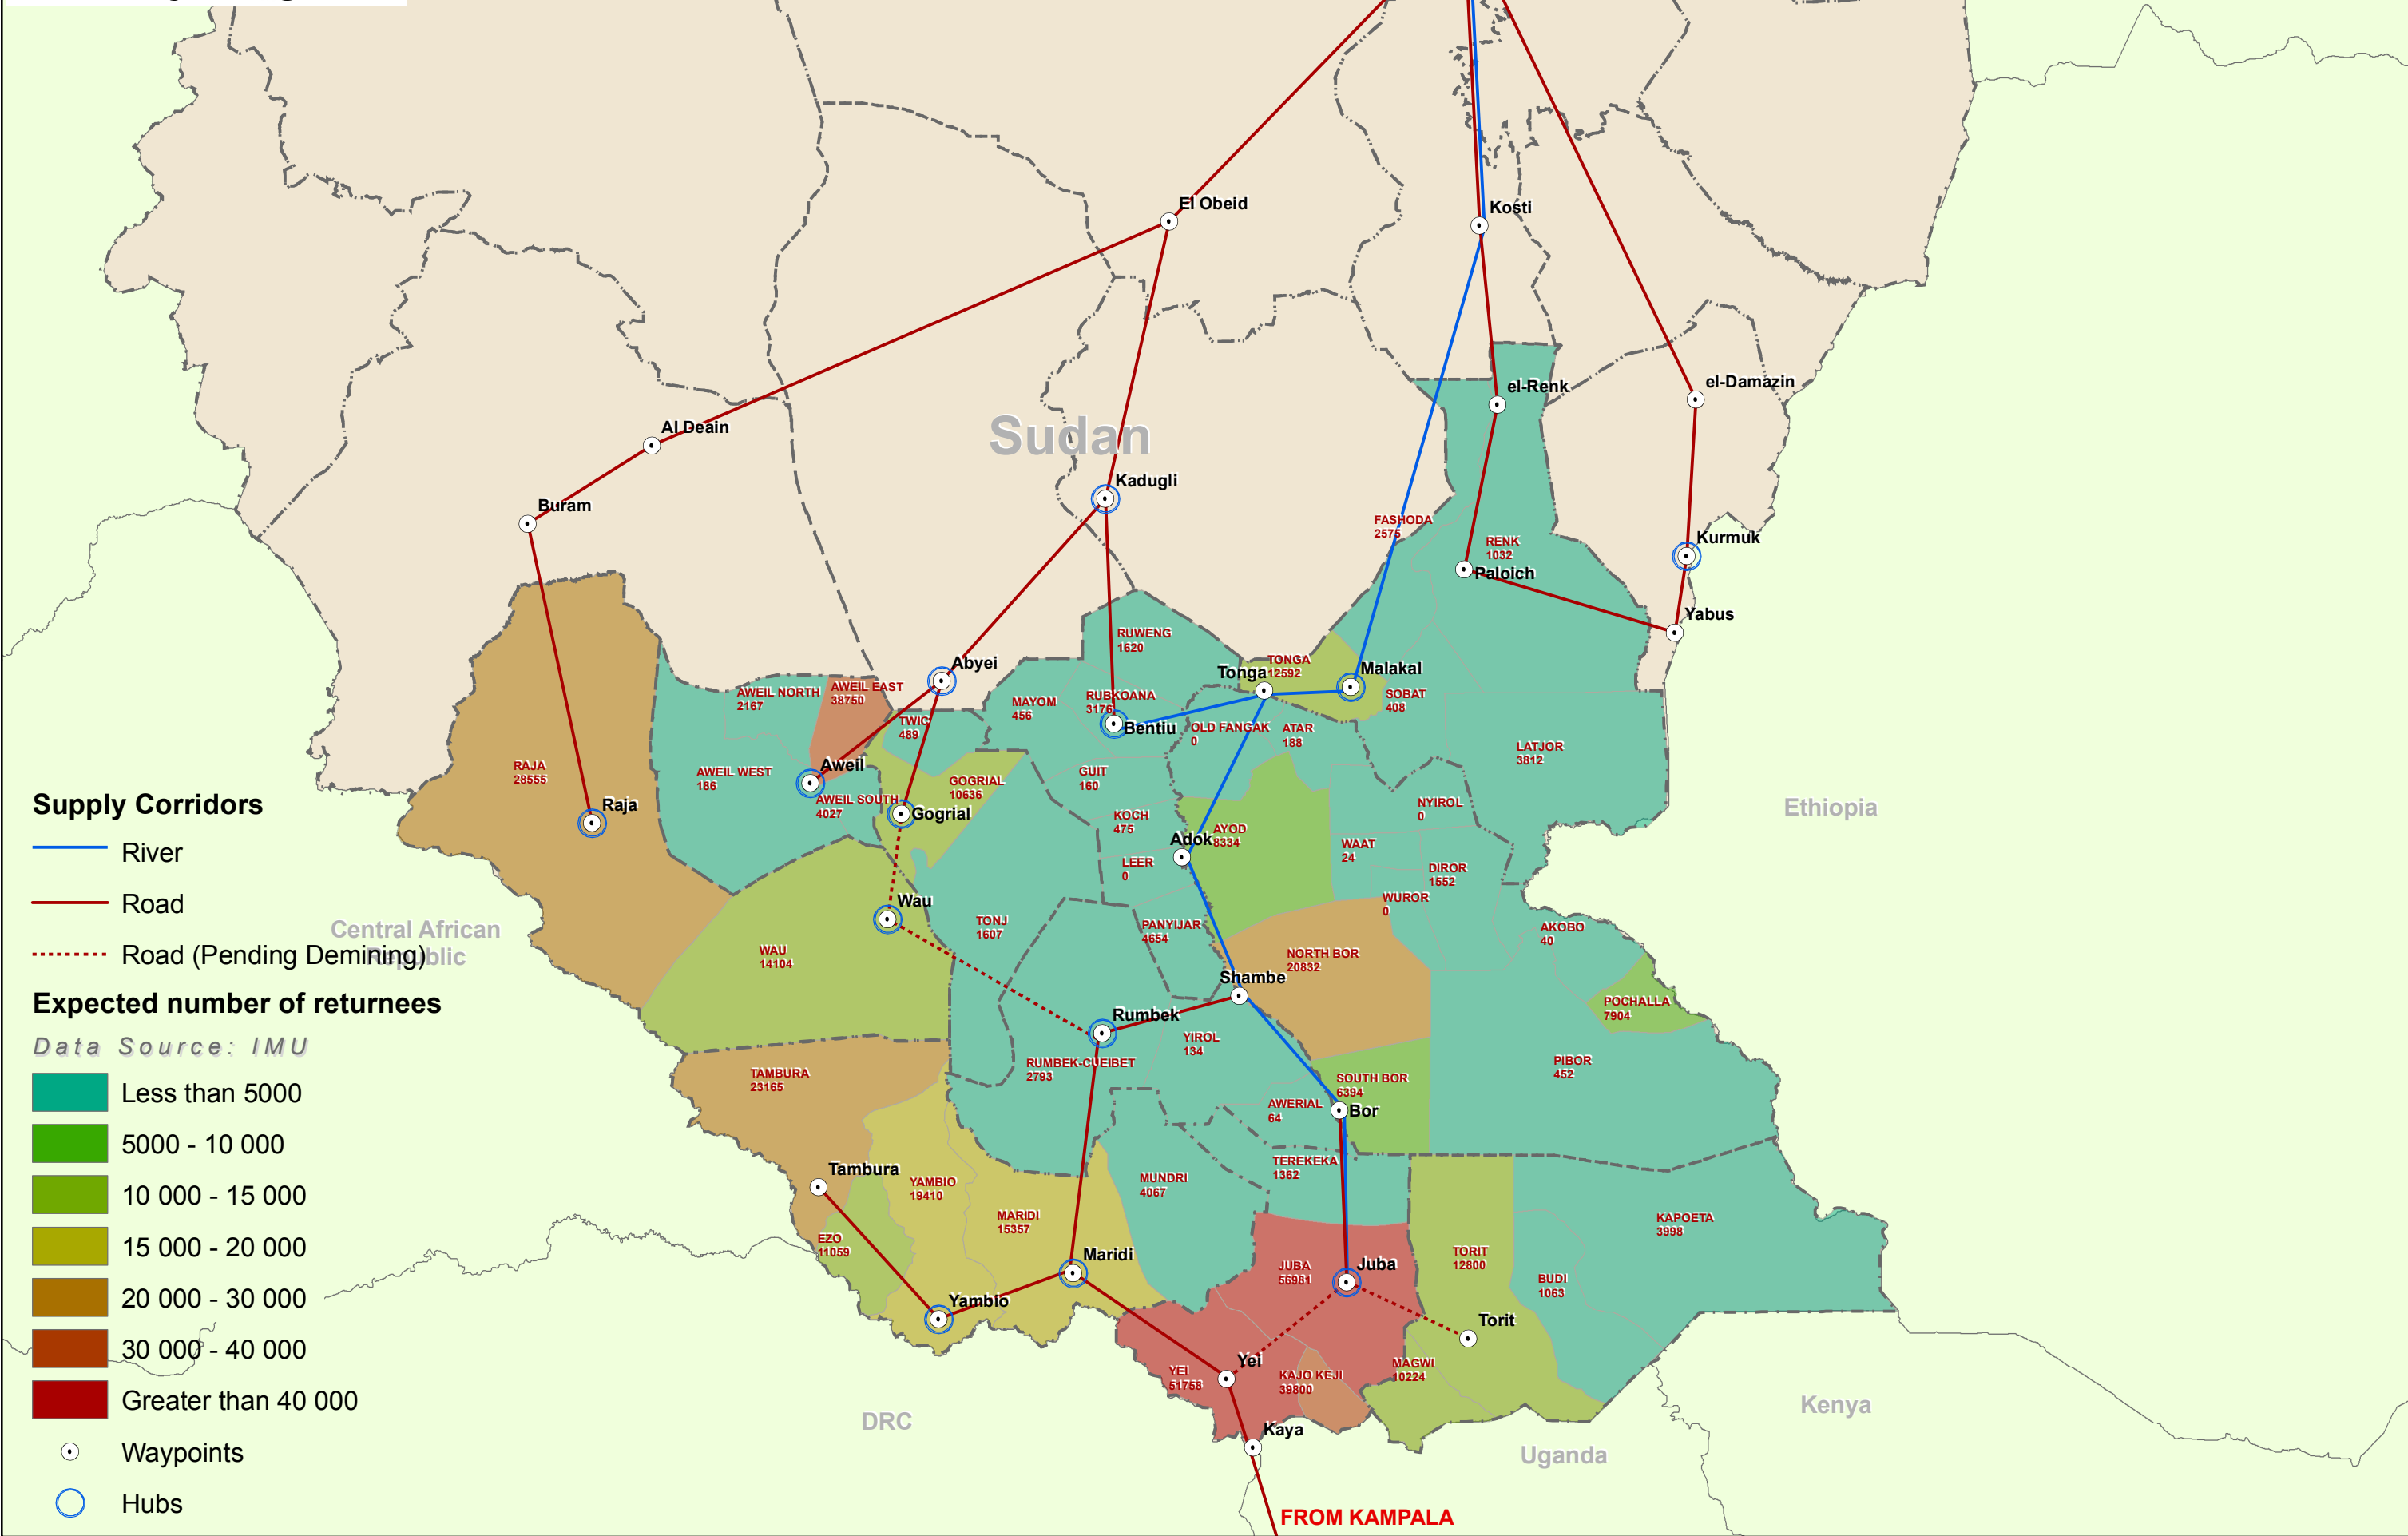 El Obeid
Kosti
el-Renk
el-Damazin
Al Deain
Sudan
Kadugli
Buram
FASHODA
2575
RENK
1032
Paloich
Kurmuk
Yabus
RUWENG
1620
Abyei
TONGA
12592
Tonga
Malakal
AWEIL NORTH
2167
AWEIL EAST
38750
TWIC
489
MAYOM
456
RUBKOANA
3176
Bentiu
SOBAT
408
OLD FANGAK
0
ATAR
188
LATJOR
3812
RAJA
28555
AWEIL WEST
186
Aweil
AWEIL SOUTH
4027
GOGRIAL
10636
GUIT
160
Raja
Gogrial
KOCH
475
NYIROL
0
Ethiopia
Adok
AYOD
8334
WAAT
24
LEER
0
DIROR
1552
WUROR
0
Wau
TONJ
1607
PANYIJAR
4654
AKOBO
40
WAU
14104
NORTH BOR
20832
Central African
Republic
Shambe
POCHALLA
7904
Rumbek
YIROL
134
RUMBEK-CUEIBET
2793
PIBOR
452
TAMBURA
23165
SOUTH BOR
6394
AWERIAL
64
Bor
Tambura
YAMBIO
19410
MUNDRI
4067
TEREKEKA
1362
MARIDI
15357
KAPOETA
3998
EZO
11059
Maridi
JUBA
56981
Juba
TORIT
12800
BUDI
1063
Yambio
Torit
Yei
YEI
51758
KAJO KEJI
39800
MAGWI
10224
DRC
Kaya
Kenya
Uganda
FROM KAMPALA
Supply Corridors
River
Road
Road (Pending Demining)
Expected number of returnees
Data Source: IMU
Less than 5000
5000 - 10 000
10 000 - 15 000
15 000 - 20 000
20 000 - 30 000
30 000 - 40 000
Greater than 40 000
Waypoints
Hubs